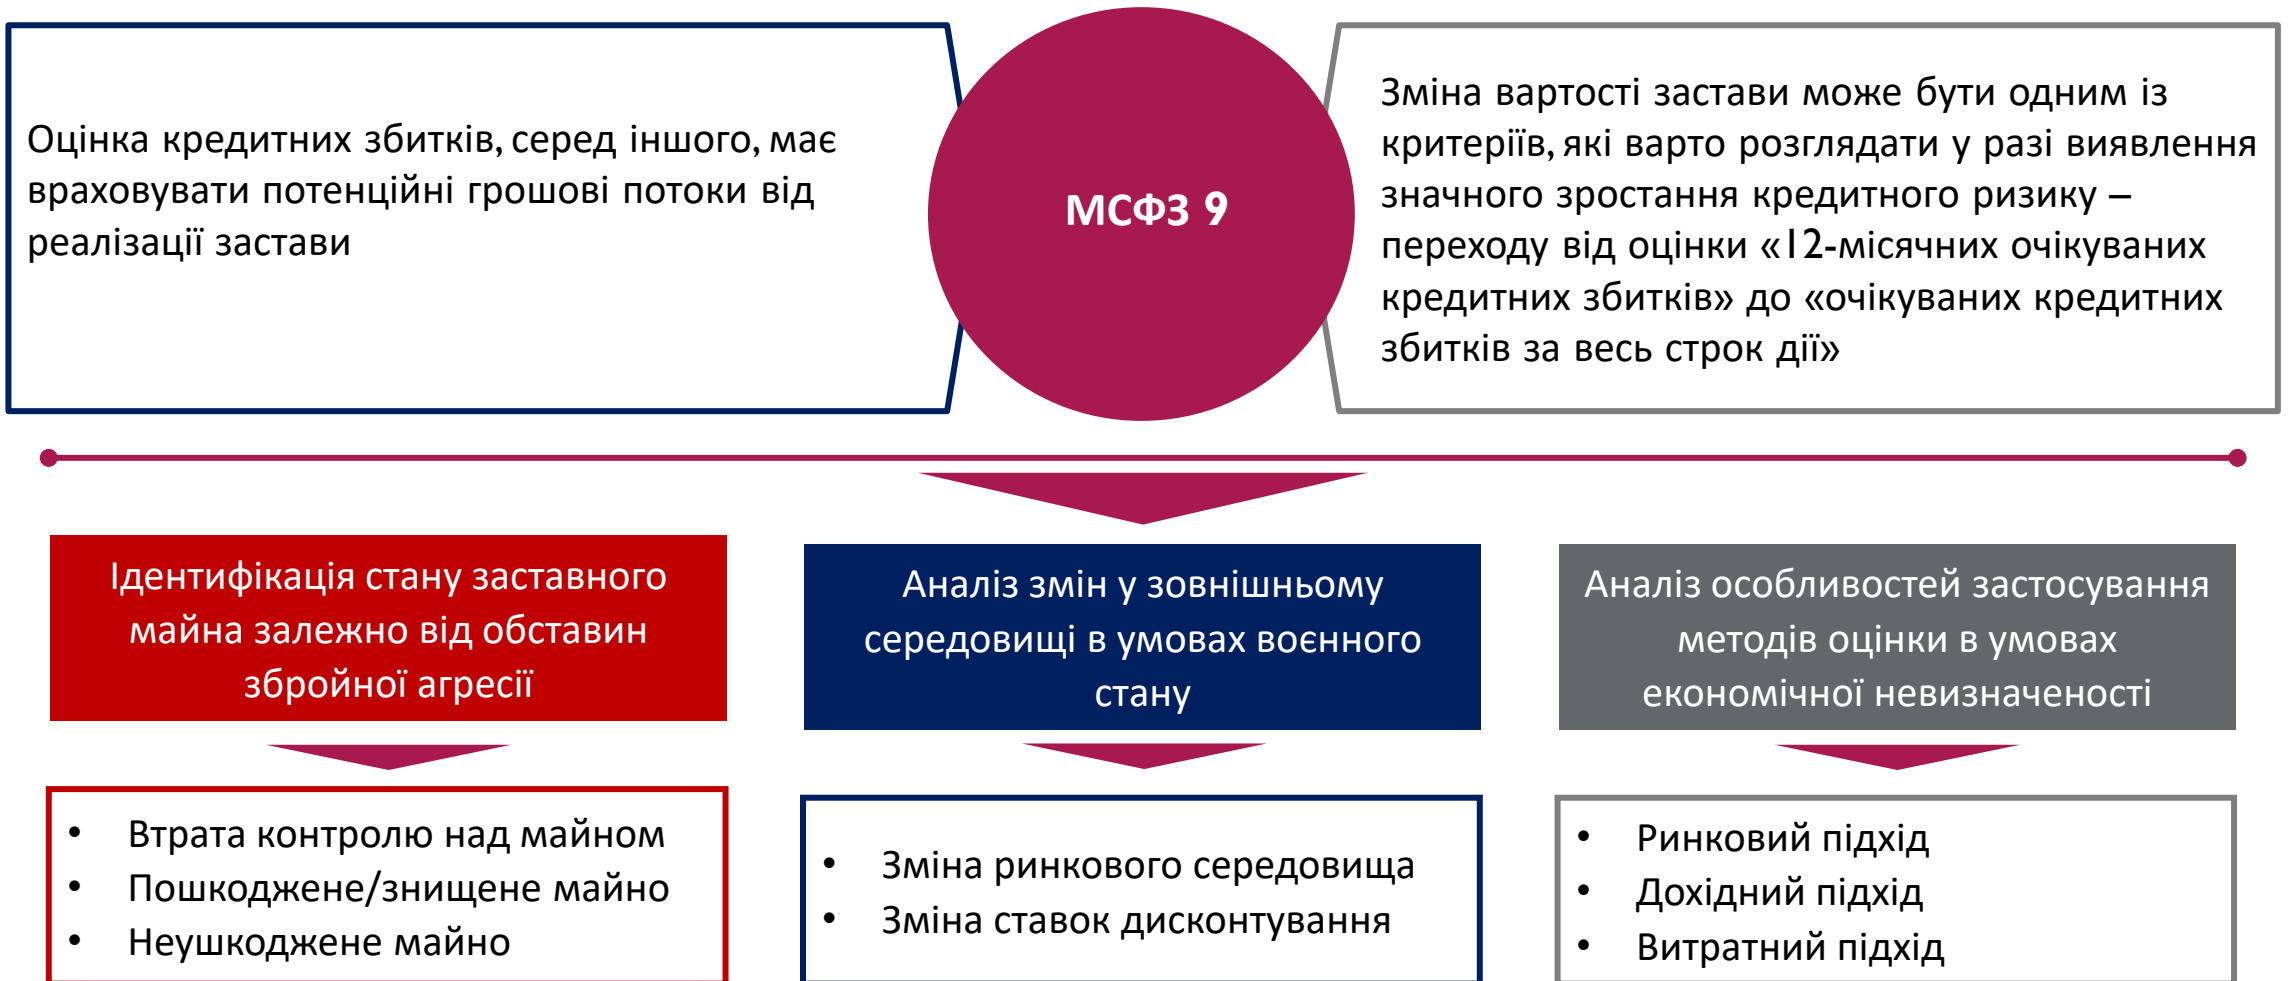 Оцінка кредитних збитків, серед іншого, має
враховувати потенційні грошові потоки від
реалізації застави
МСФЗ 9
Зміна вартості застави може бути одним із
критеріїв, які варто розглядати у разі виявлення
значного зростання кредитного ризику –
переходу від оцінки «12-місячних очікуваних
кредитних збитків» до «очікуваних кредитних
збитків за весь строк дії»
Ідентифікація стану заставного
майна залежно від обставин
збройної агресії
Аналіз змін у зовнішньому
середовищі в умовах воєнного
стану
Аналіз особливостей застосування
методів оцінки в умовах
економічної невизначеності
• Втрата контролю над майном
• Пошкоджене/знищене майно
• Неушкоджене майно
• Зміна ринкового середовища
• Зміна ставок дисконтування
• Ринковий підхід
• Дохідний підхід
• Витратний підхід